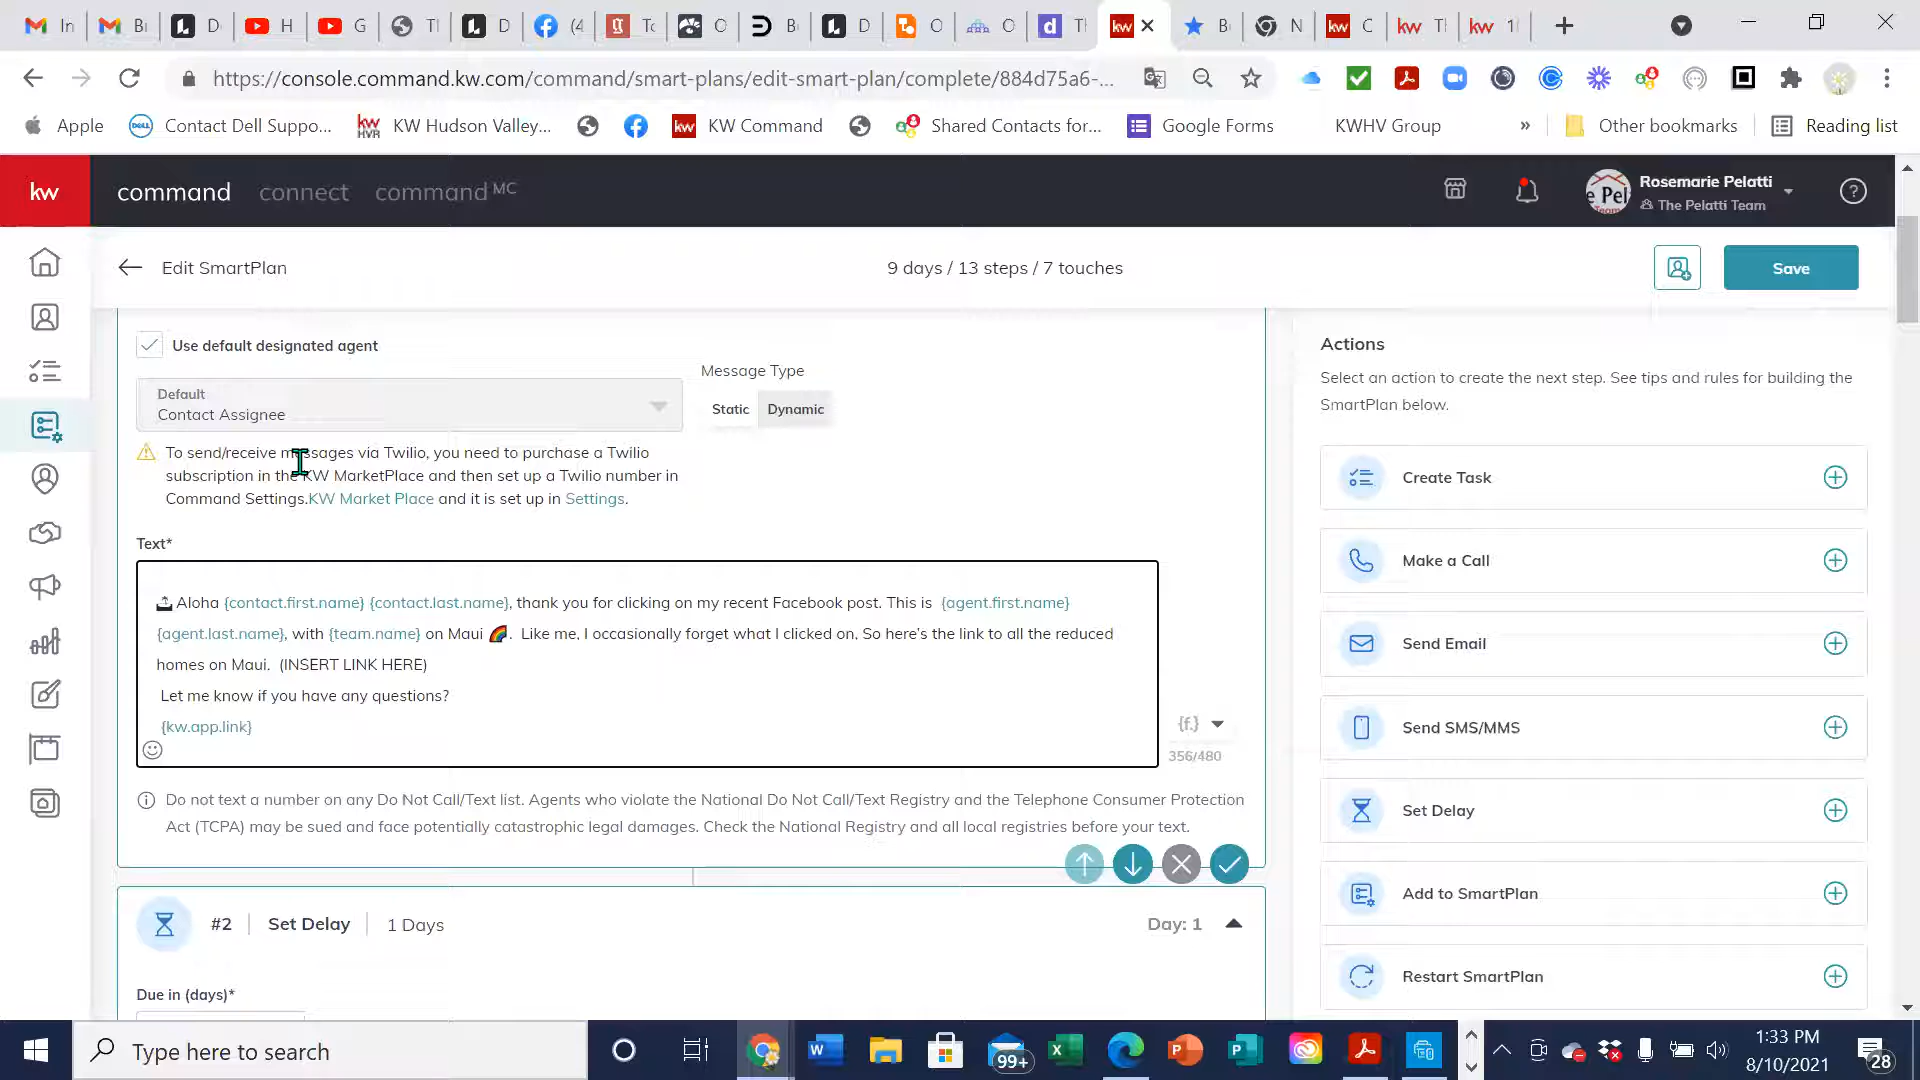 In
Br
D
H
G
Tl
D
(4
To
O
B
D
O
O
Tl
B
N
C
Tl
1
https://console.command.kw.com/command/smart-plans/edit-smart-plan/complete/884d75a6-...
Apple
Contact Dell Suppo...
KW Hudson Valley...
KW Command
Shared Contacts for...
Google Forms
KWHV Group
»
Other bookmarks
Reading list
kw
command
connect
command MC
Rosemarie Pelatti
The Pelatti Team
Edit SmartPlan
9 days / 13 steps / 7 touches
Save
Use default designated agent
Default
Contact Assignee
Message Type
Static
Dynamic
To send/receive messages via Twilio, you need to purchase a Twilio
subscription in the KW MarketPlace and then set up a Twilio number in
Command Settings.KW Market Place and it is set up in Settings.
Text*
Aloha {contact.first.name} {contact.last.name}, thank you for clicking on my recent Facebook post. This is {agent.first.name}
{agent.last.name}, with {team.name} on Maui 🌈. Like me, I occasionally forget what I clicked on. So here's the link to all the reduced
homes on Maui. (INSERT LINK HERE)
Let me know if you have any questions?
{kw.app.link}
{f.}
356/480
Do not text a number on any Do Not Call/Text list. Agents who violate the National Do Not Call/Text Registry and the Telephone Consumer Protection
Act (TCPA) may be sued and face potentially catastrophic legal damages. Check the National Registry and all local registries before your text.
#2
Set Delay
1 Days
Day: 1
Due in (days)*
Actions
Select an action to create the next step. See tips and rules for building the
SmartPlan below.
Create Task
Make a Call
Send Email
Send SMS/MMS
Set Delay
Add to SmartPlan
Restart SmartPlan
Type here to search
99+
1:33 PM
8/10/2021
28